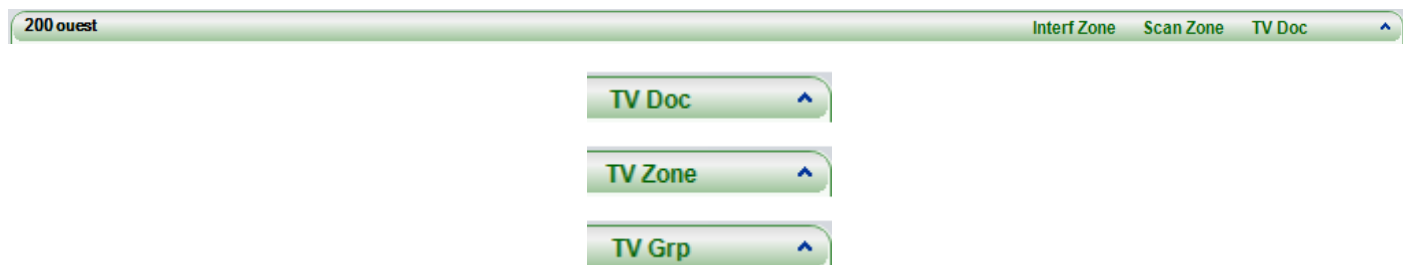 200 ouest Interf Zone Scan Zone TV Doc
TV Doc
TV Zone
TV Grp